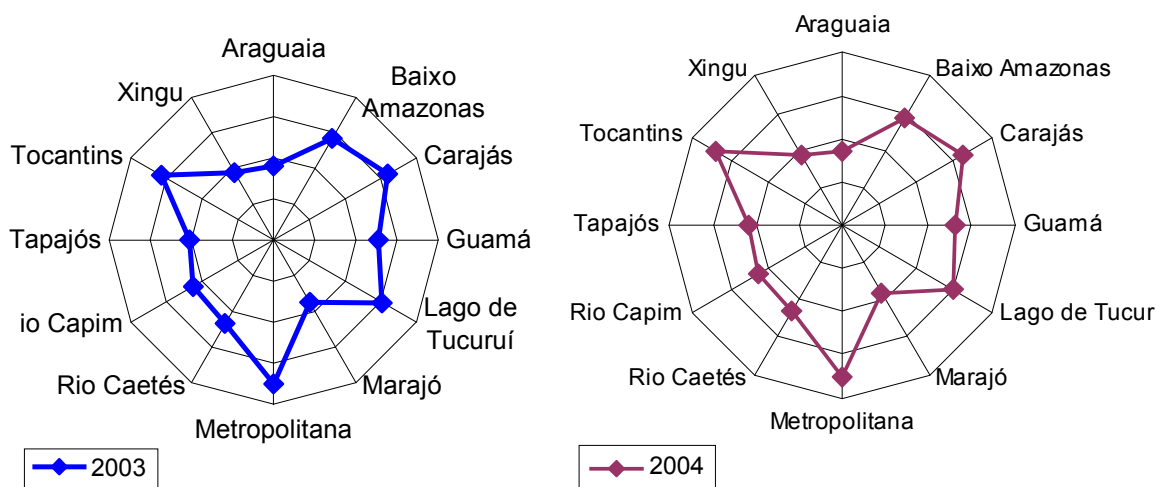 Araguaia
Baixo
Amazonas
Carajás
Guamá
Lago de
Tucuruí
Marajó
Metropolitana
Rio Caetés
io Capim
Tapajós
Tocantins
Xingu
2003
Araguaia
Baixo Amazonas
Carajás
Guamá
Lago de Tucur
Marajó
Metropolitana
Rio Caetés
Rio Capim
Tapajós
Tocantins
Xingu
2004